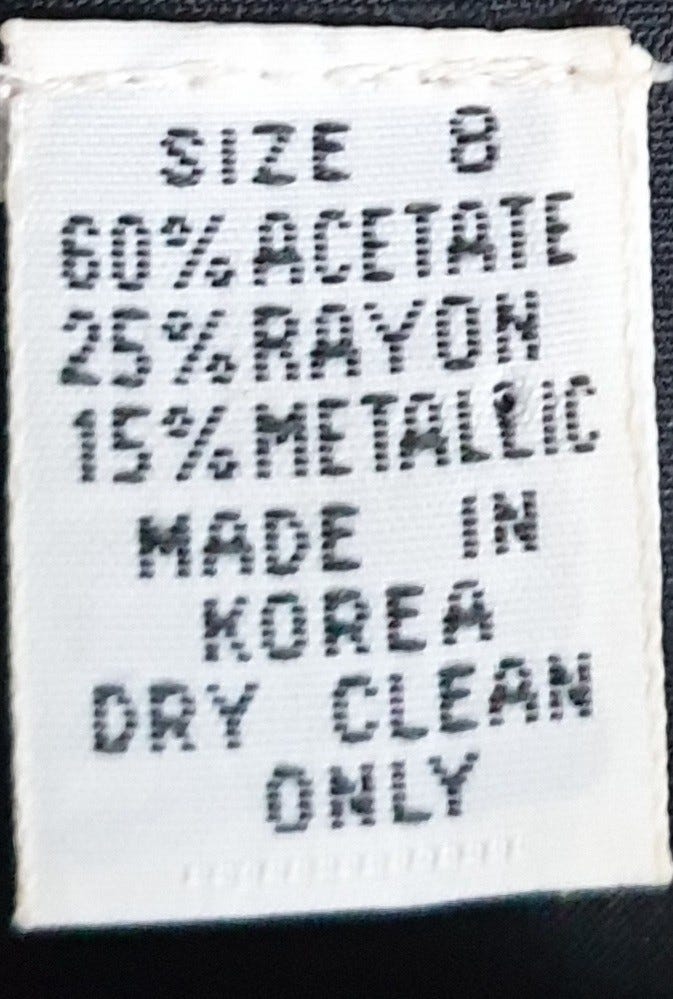 SIZE 8
60% ACETATE
25% RAYON
15% METALLIC
MADE IN
KOREA
DRY CLEAN
ONLY